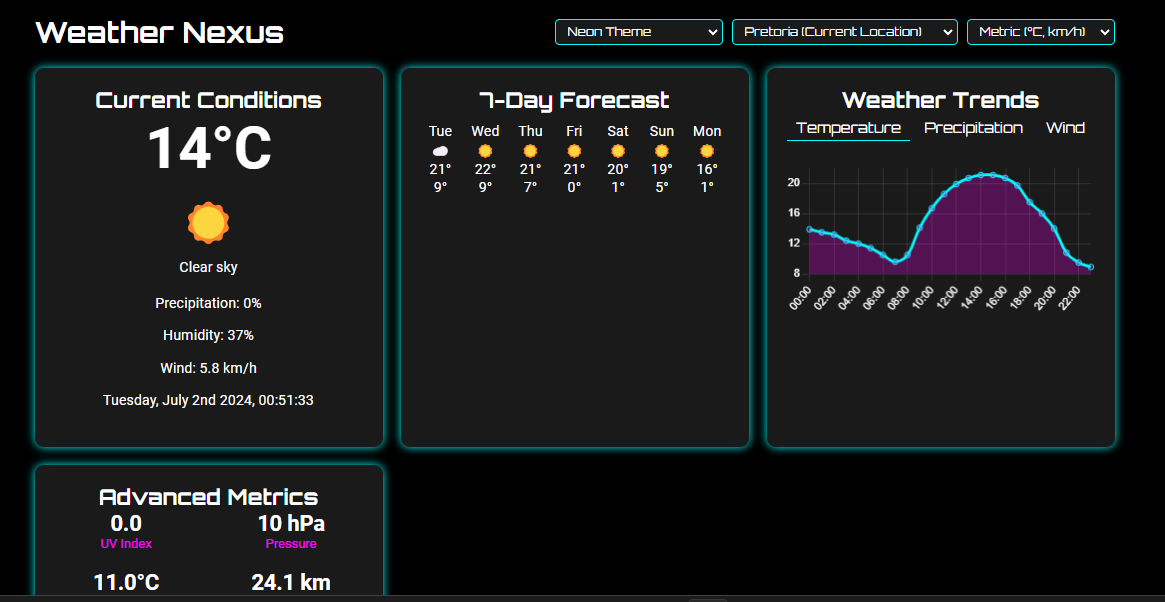 Weather Nexus
Neon Theme
Pretoria (Current Location)
Metric (°C, km/h)
Current Conditions
14°C
Clear sky
Precipitation: 0%
Humidity: 37%
Wind: 5.8 km/h
Tuesday, July 2nd 2024, 00:51:33
7-Day Forecast
Tue Wed Thu Fri Sat Sun Mon
21° 22° 21° 21° 20° 19° 16°
9° 9° 7° 0° 1° 5° 1°
Weather Trends
Temperature Precipitation Wind
20
16
12
8
00:00 02:00 04:00 06:00 08:00 10:00 12:00 14:00 16:00 18:00 20:00 22:00
Advanced Metrics
0.0 10 hPa
UV Index Pressure
11.0°C 24.1 km